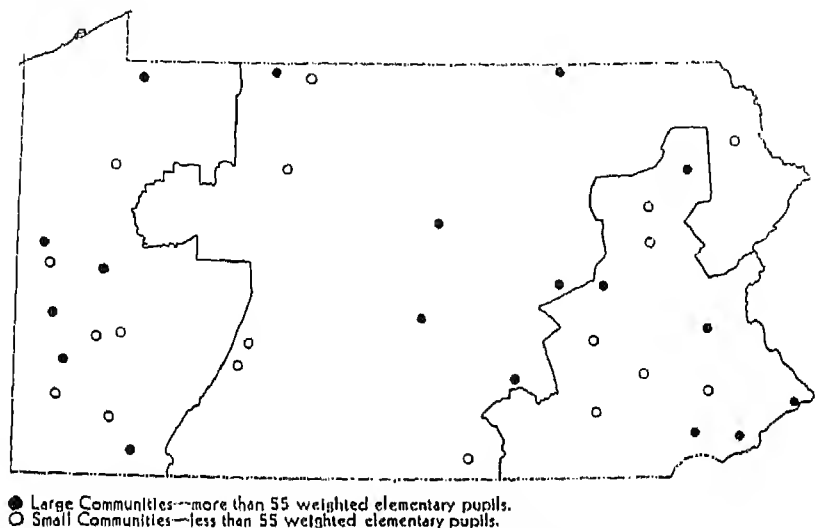 ● Large Communities—more than 55 weighted elementary pupils.
○ Small Communities—less than 55 weighted elementary pupils.